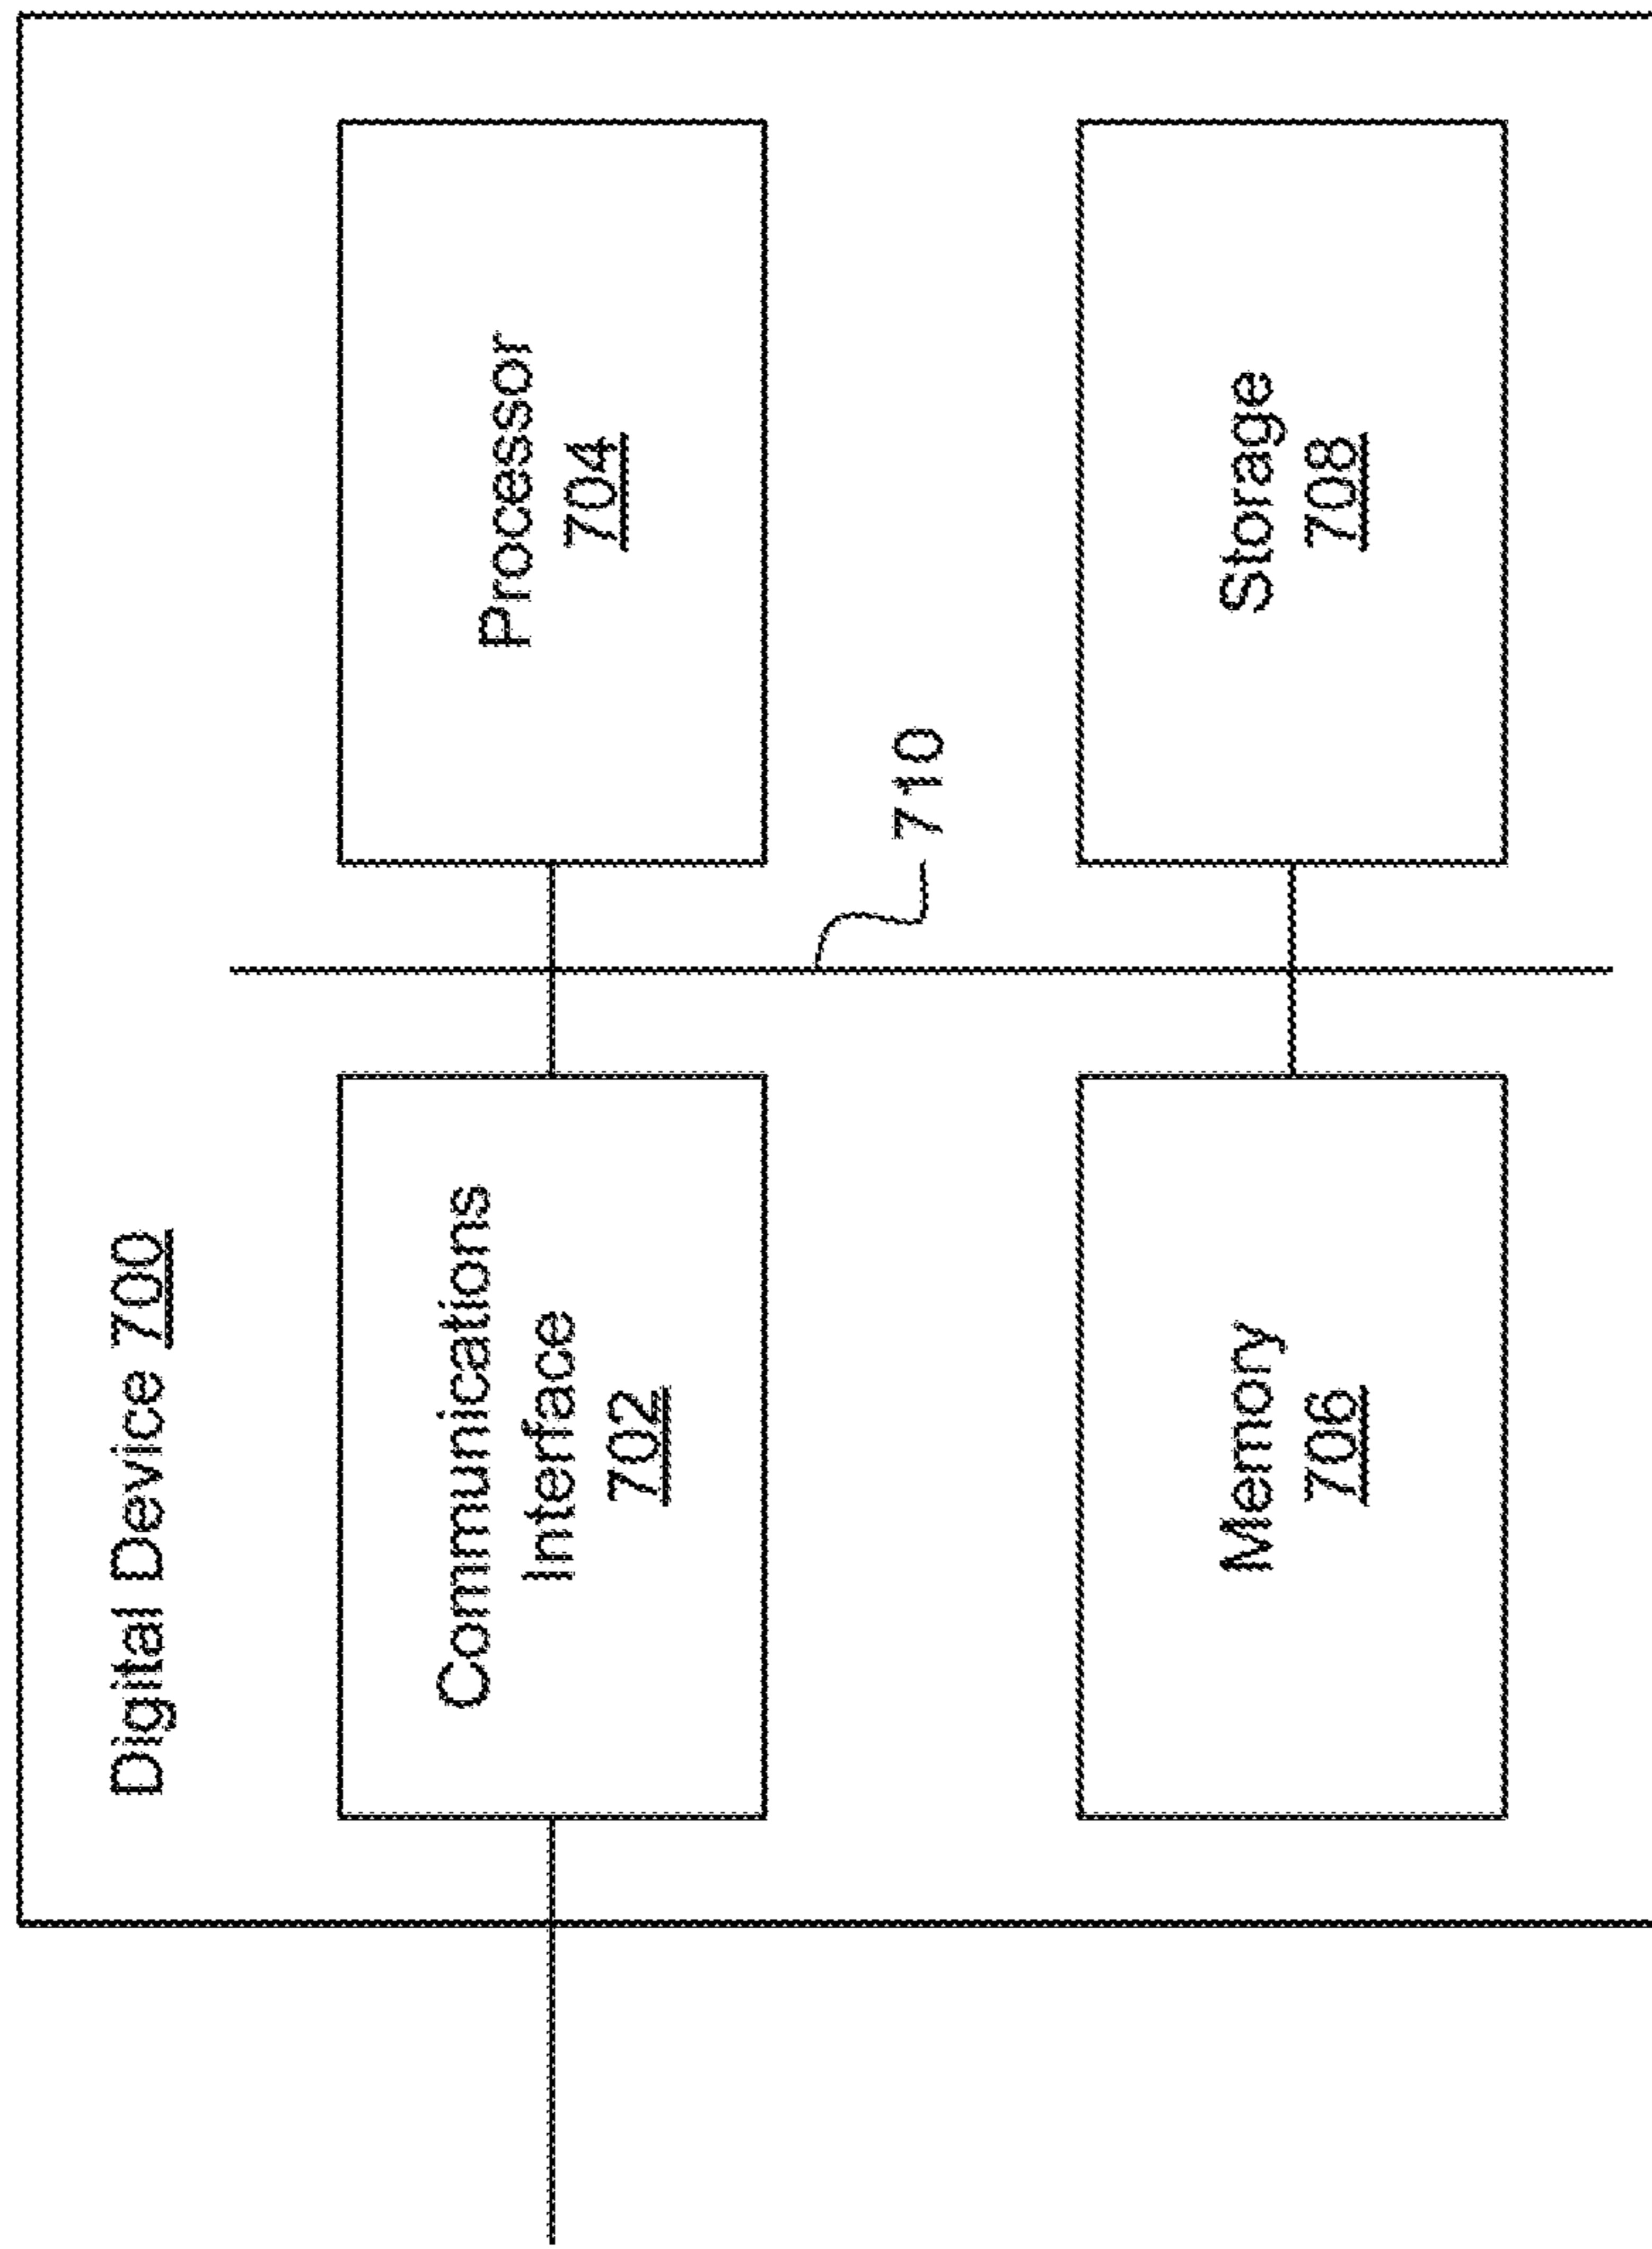 Digital Device 700
Communications
Interface
702
Processor
704
710
Memory
706
Storage
708